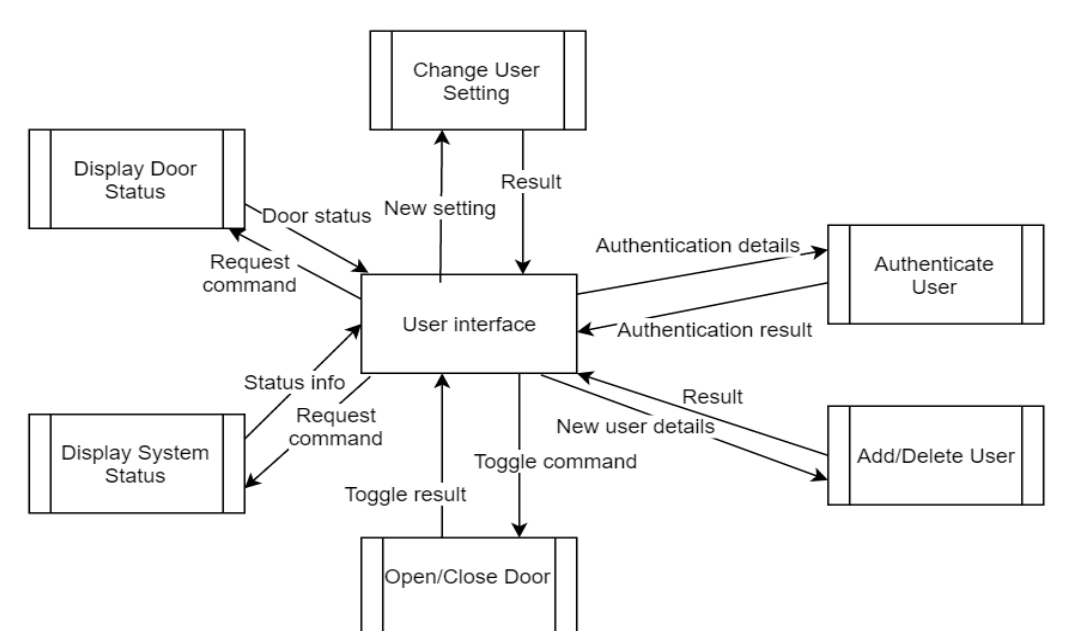 Change User
Setting
Display Door
Status
Result
New setting
Door status
Request
command
Authentication details
Authenticate
User
User interface
Authentication result
Status info
Request
command
Result
New user details
Display System
Status
Add/Delete User
Toggle command
Toggle result
Open/Close Door